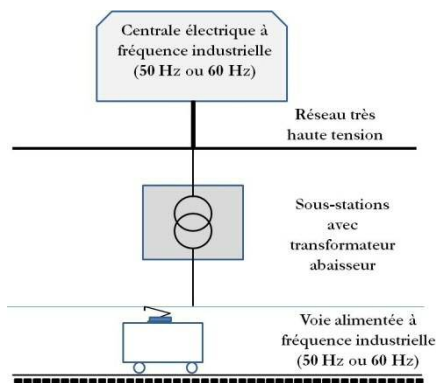 Centrale électrique à
fréquence industrielle
(50 Hz ou 60 Hz)
Réseau très
haute tension
Sous-stations
avec
transformateur
abaisseur
Voie alimentée à
fréquence industrielle
(50 Hz ou 60 Hz)